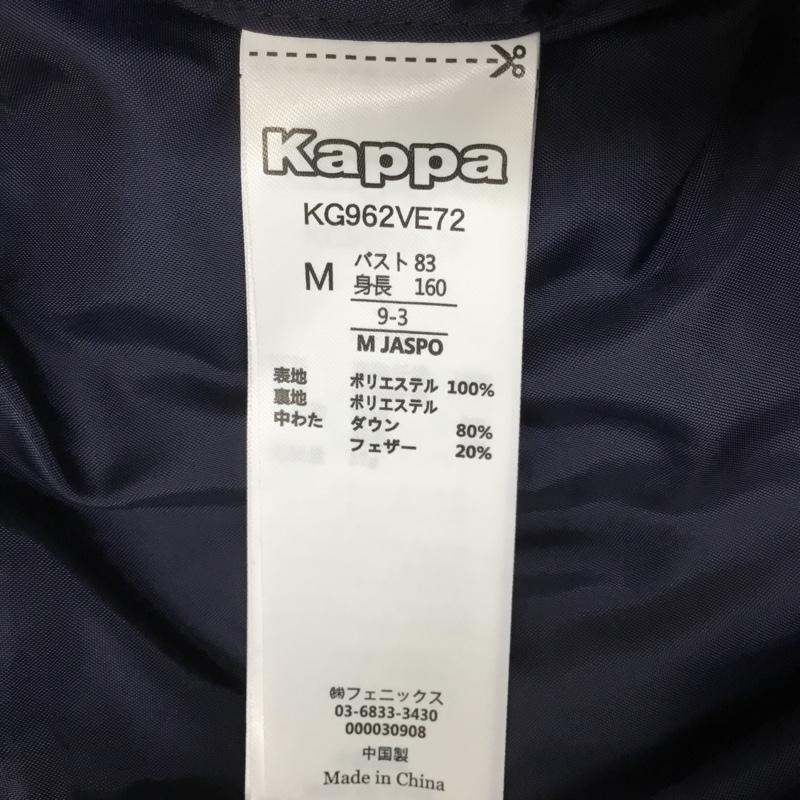 Kappa
KG962VE72
M バスト 83
身長 160
9-3
M JASPO
表地 ポリエステル 100%
裏地 ポリエステル
中わた ダウン 80%
フェザー 20%
㈱フェニックス
03-6833-3430
000030908
中国製
Made in China